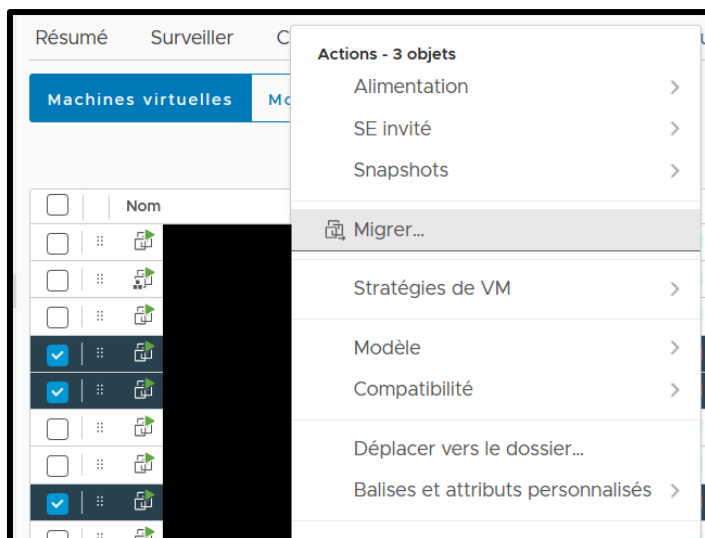 Résumé Surveiller C
Machines virtuelles Mo
Nom
Actions - 3 objets
Alimentation
SE invité
Snapshots
Migrer...
Stratégies de VM
Modèle
Compatibilité
Déplacer vers le dossier...
Balises et attributs personnalisés